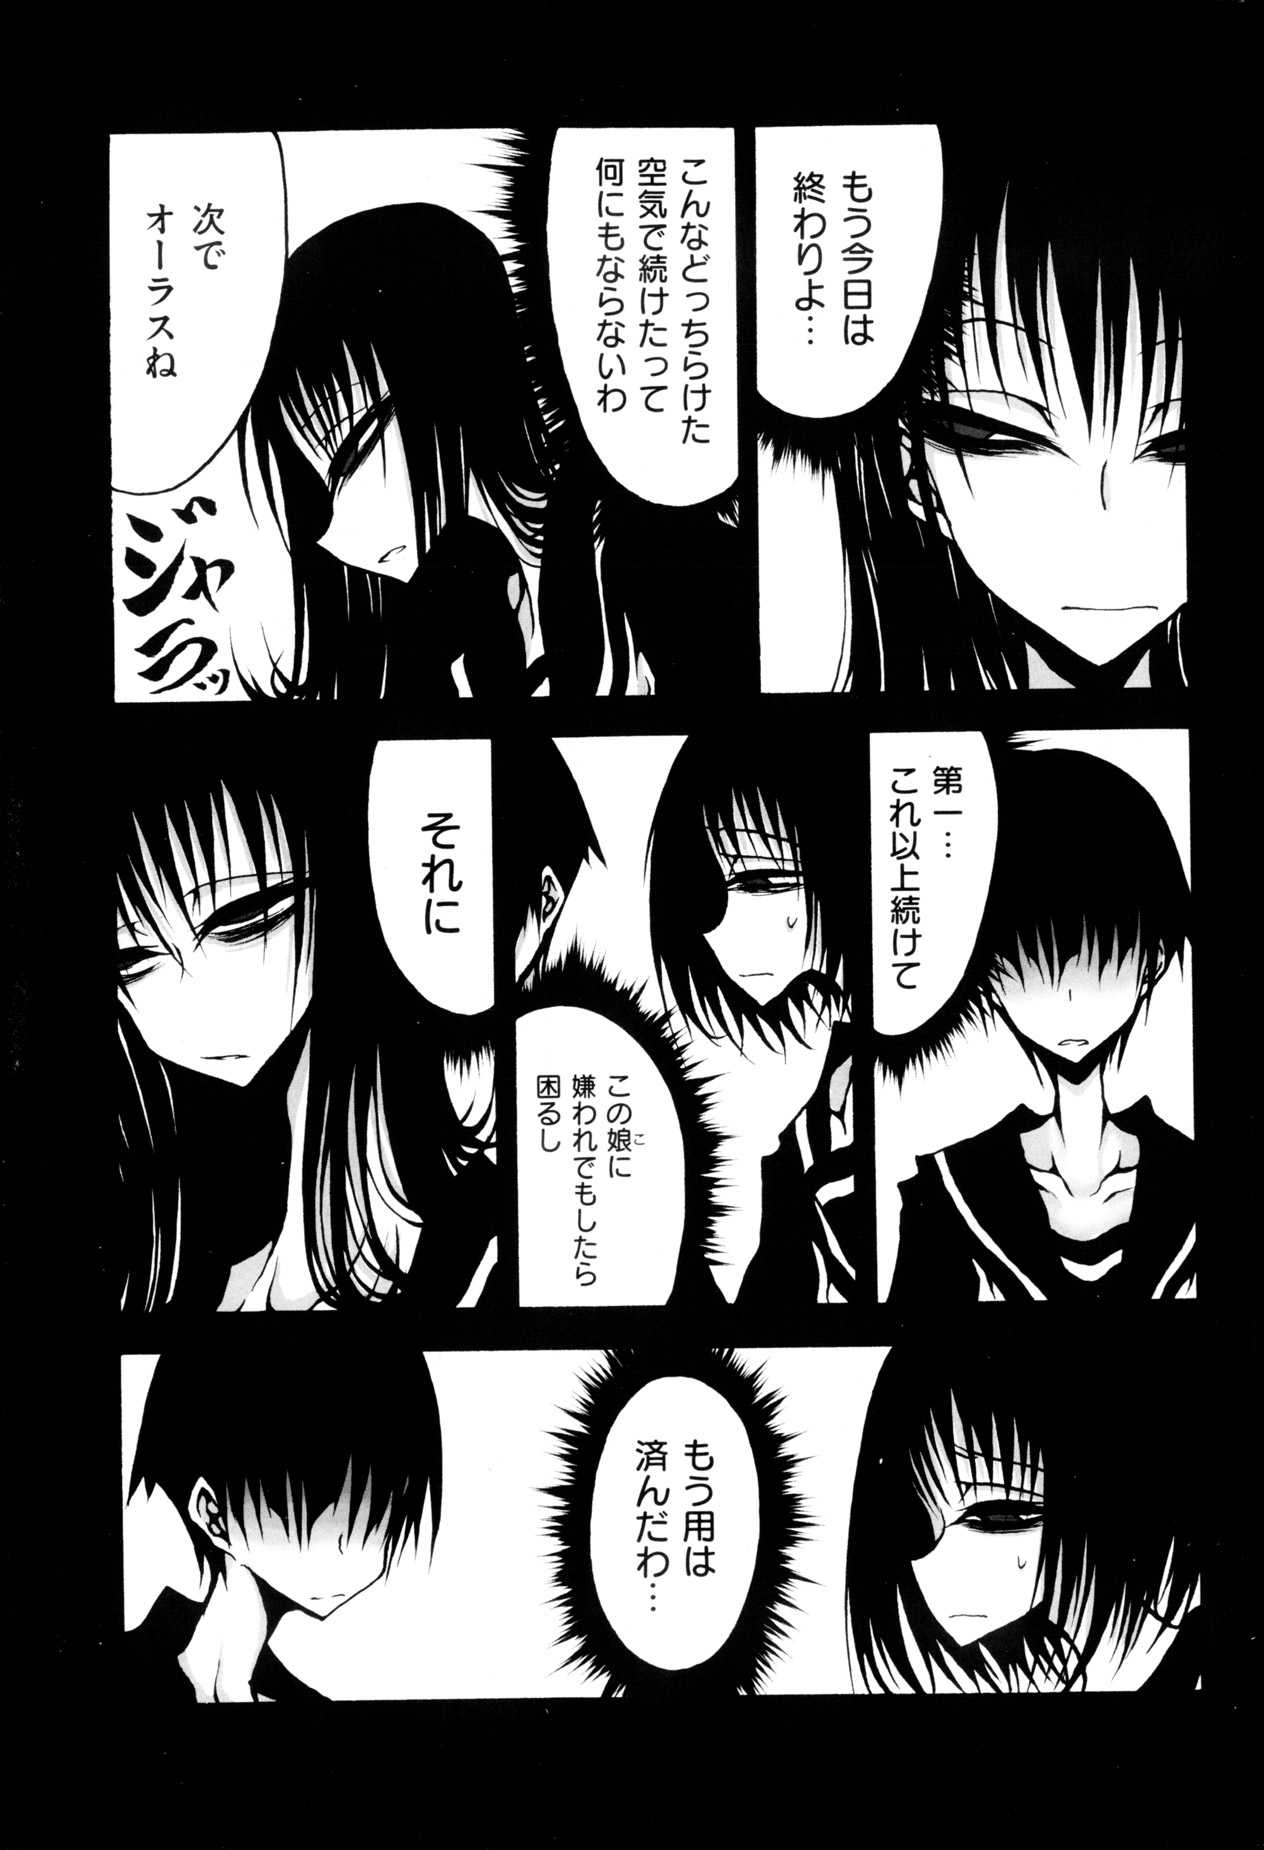 もう今日は
終わりよ…
こんなどっちらけた
空気で続けたって
何にもならないわ
次で
オーラスね
ジャラッ
第一…
これ以上続けて
この娘に
こ
嫌われでもしたら
困るし
それに
もう用は
済んだわ…